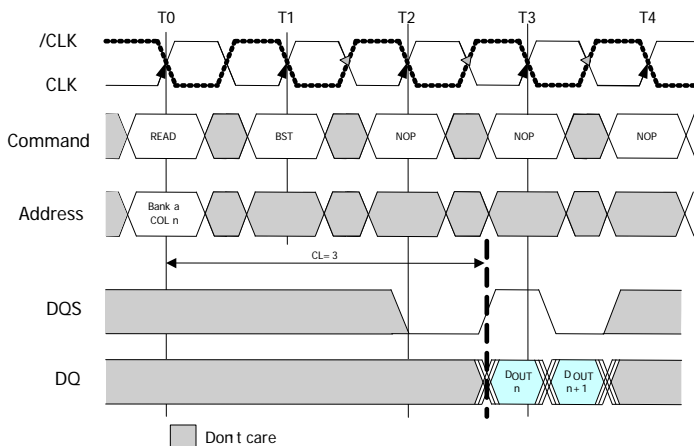 T0 T1 T2 T3 T4
/CLK
CLK
Command READ BST NOP NOP NOP
Address Bank a COL n
CL= 3
DQS
DQ DOUT n DOUT n+ 1
Don't care